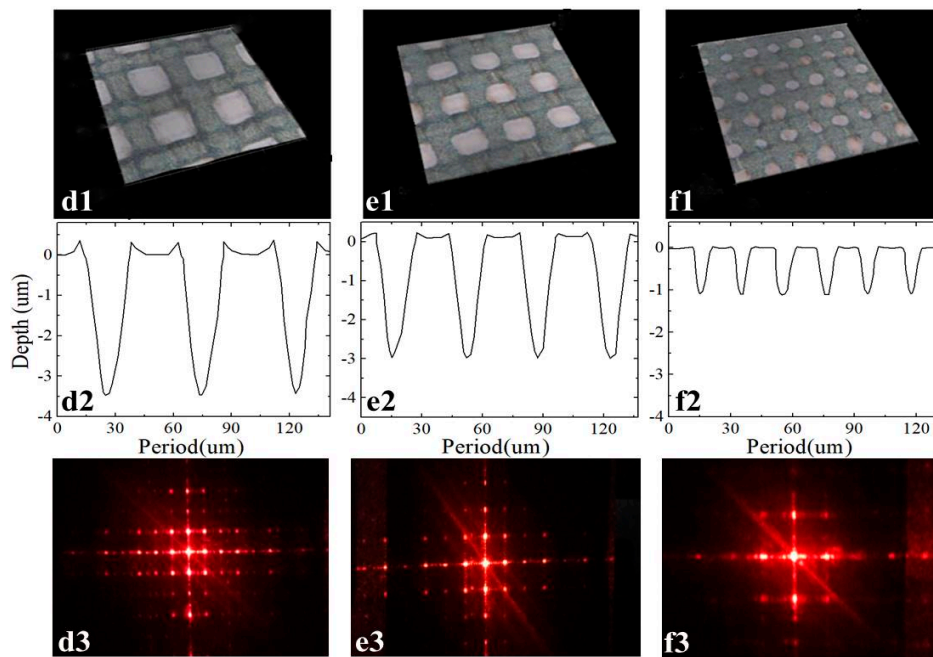 d1 e1 f1
0 0 0
-1 -1 -1
-2 -2 -2
-3 -3 -3
-4 -4 -4
Depth (um)
d2 e2 f2
0 30 60 90 120 0 30 60 90 120 0 30 60 90 120
Period(um) Period(um) Period(um)
d3 e3 f3